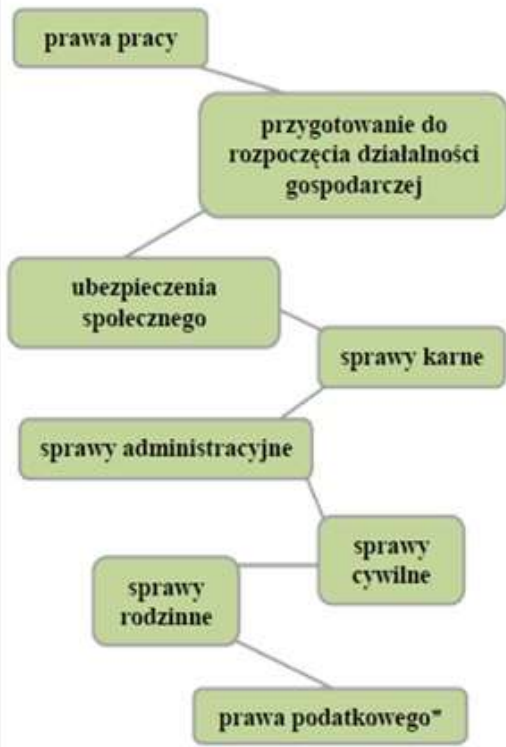 prawa pracy
przygotowanie do
rozpoczęcia działalności
gospodarczej
ubezpieczenia
społecznego
sprawy karne
sprawy administracyjne
sprawy
cywilne
sprawy
rodzinne
prawa podatkowego*